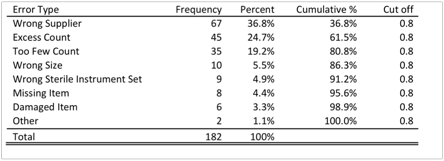 Error Type Frequency Percent Cumulative % Cut off
Wrong Supplier 67 36.8% 36.8% 0.8
Excess Count 45 24.7% 61.5% 0.8
Too Few Count 35 19.2% 80.8% 0.8
Wrong Size 10 5.5% 86.3% 0.8
Wrong Sterile Instrument Set 9 4.9% 91.2% 0.8
Missing Item 8 4.4% 95.6% 0.8
Damaged Item 6 3.3% 98.9% 0.8
Other 2 1.1% 100.0% 0.8
Total 182 100%